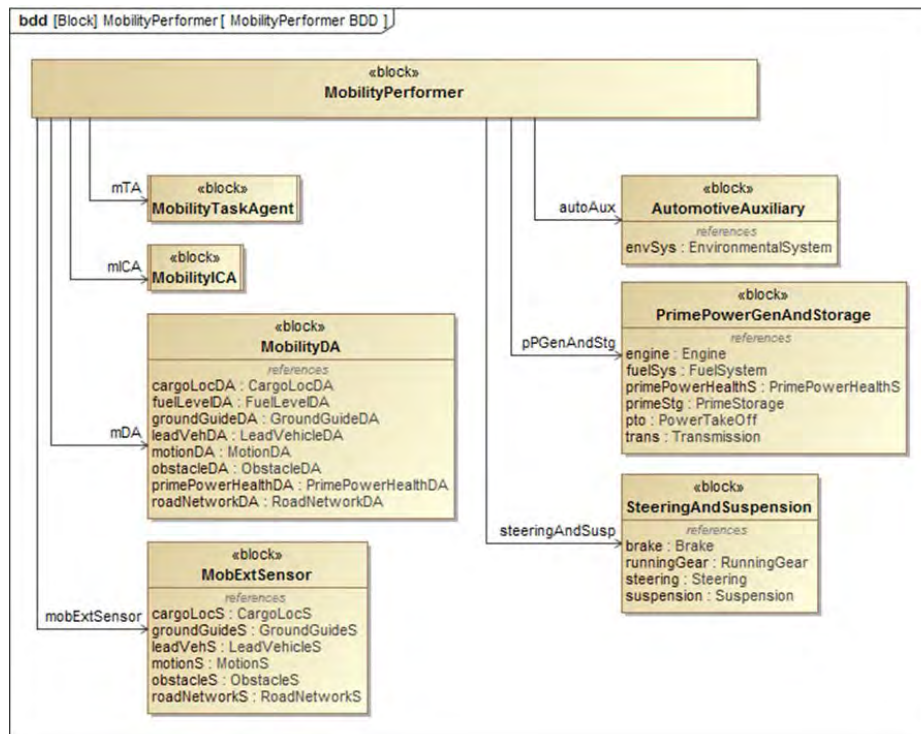 bdd [Block] MobilityPerformer [ MobilityPerformer BDD ]
«block»
MobilityPerformer
mTA
«block»
MobilityTaskAgent
mICA
«block»
MobilityICA
mDA
«block»
MobilityDA
references
cargoLocDA : CargoLocDA
fuelLevelDA : FuelLevelDA
groundGuideDA : GroundGuideDA
leadVehDA : LeadVehicleDA
motionDA : MotionDA
obstacleDA : ObstacleDA
primePowerHealthDA : PrimePowerHealthDA
roadNetworkDA : RoadNetworkDA
mobExtSensor
«block»
MobExtSensor
references
cargoLocS : CargoLocS
groundGuideS : GroundGuideS
leadVehS : LeadVehicleS
motionS : MotionS
obstacleS : ObstacleS
roadNetworkS : RoadNetworkS
autoAux
«block»
AutomotiveAuxiliary
references
envSys : EnvironmentalSystem
pPGenAndStg
«block»
PrimePowerGenAndStorage
references
engine : Engine
fuelSys : FuelSystem
primePowerHealthS : PrimePowerHealthS
primeStg : PrimeStorage
pto : PowerTakeOff
trans : Transmission
steeringAndSusp
«block»
SteeringAndSuspension
references
brake : Brake
runningGear : RunningGear
steering : Steering
suspension : Suspension